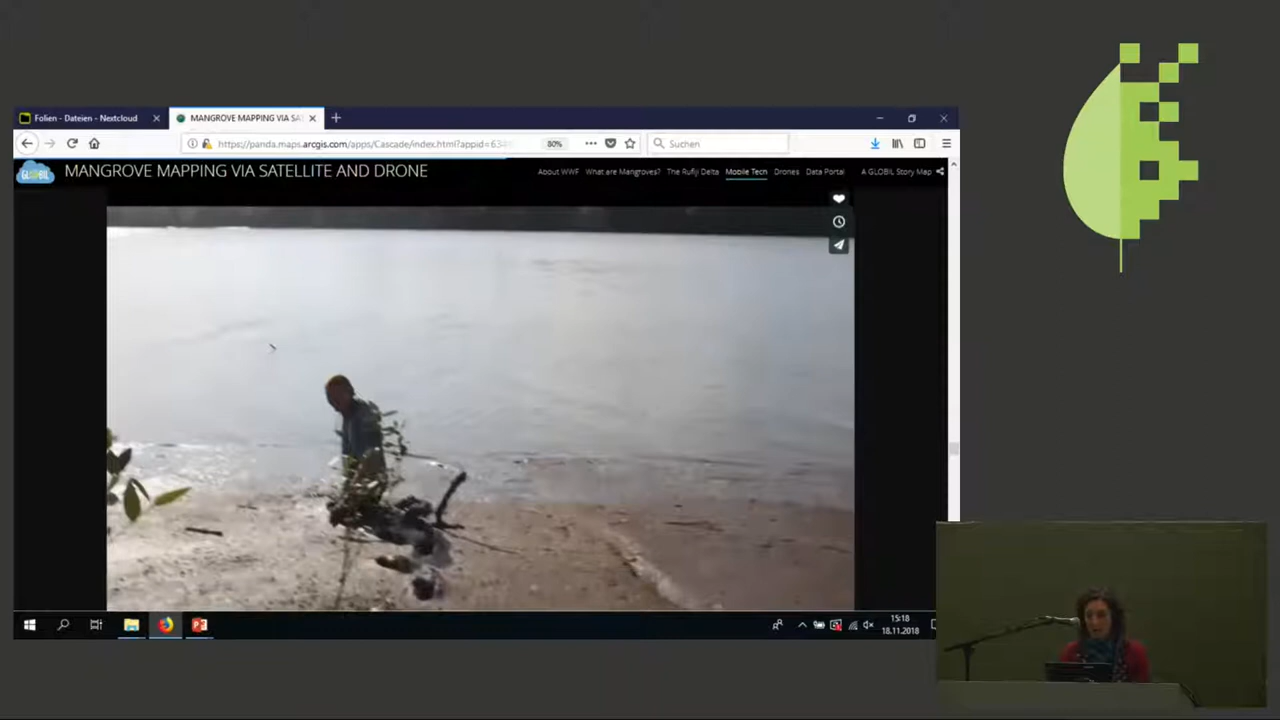 Folien - Dateien - Nextcloud
MANGROVE MAPPING VIA SA
https://panda.maps.arcgis.com/apps/Cascade/index.html?appid=634
80%
Suchen
GLOBIL
MANGROVE MAPPING VIA SATELLITE AND DRONE
About WWF What are Mangroves? The Rufiji Delta Mobile Tech Drones Data Portal A GLOBIL Story Map
15:18
18.11.2018